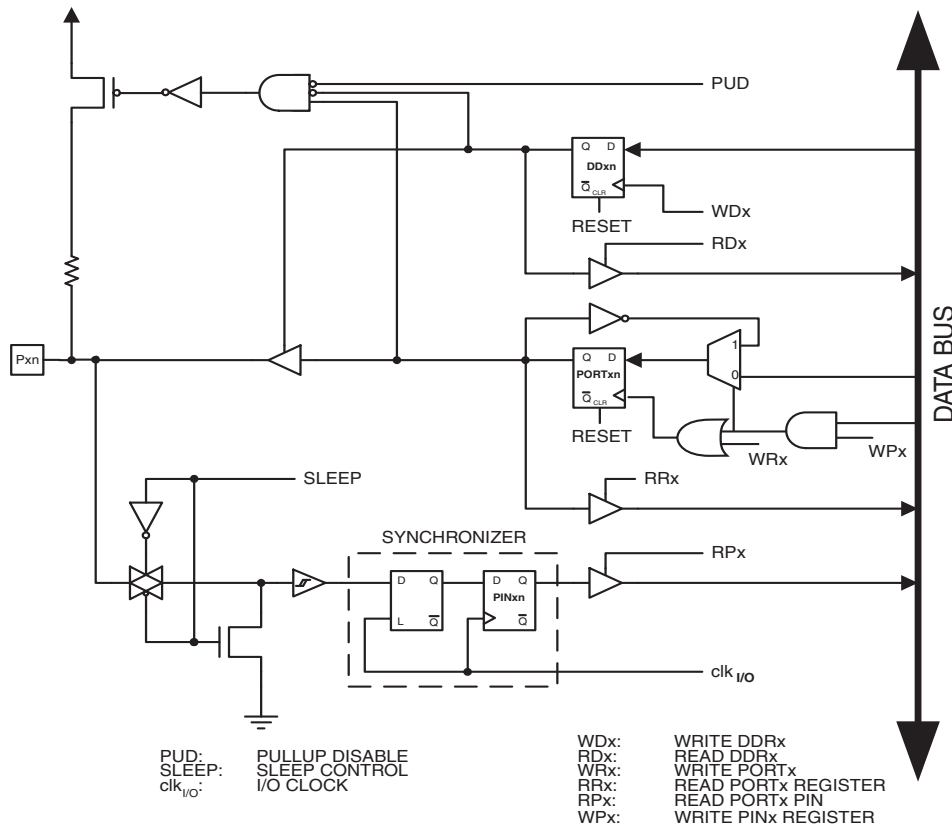 PUD
Q D
DDxn
Q CLR
WDx
RESET
RDx
Pxn
1
Q D
0
PORTxn
Q CLR
RESET
WRx
WPx
DATA BUS
SLEEP
RRx
SYNCHRONIZER
RPx
D Q
D Q
PINxn
L Q
Q
clk I/O
PUD: PULLUP DISABLE
SLEEP: SLEEP CONTROL
clkI/O: I/O CLOCK
WDx: WRITE DDRx
RDx: READ DDRx
WRx: WRITE PORTx
RRx: READ PORTx REGISTER
RPx: READ PORTx PIN
WPx: WRITE PINx REGISTER